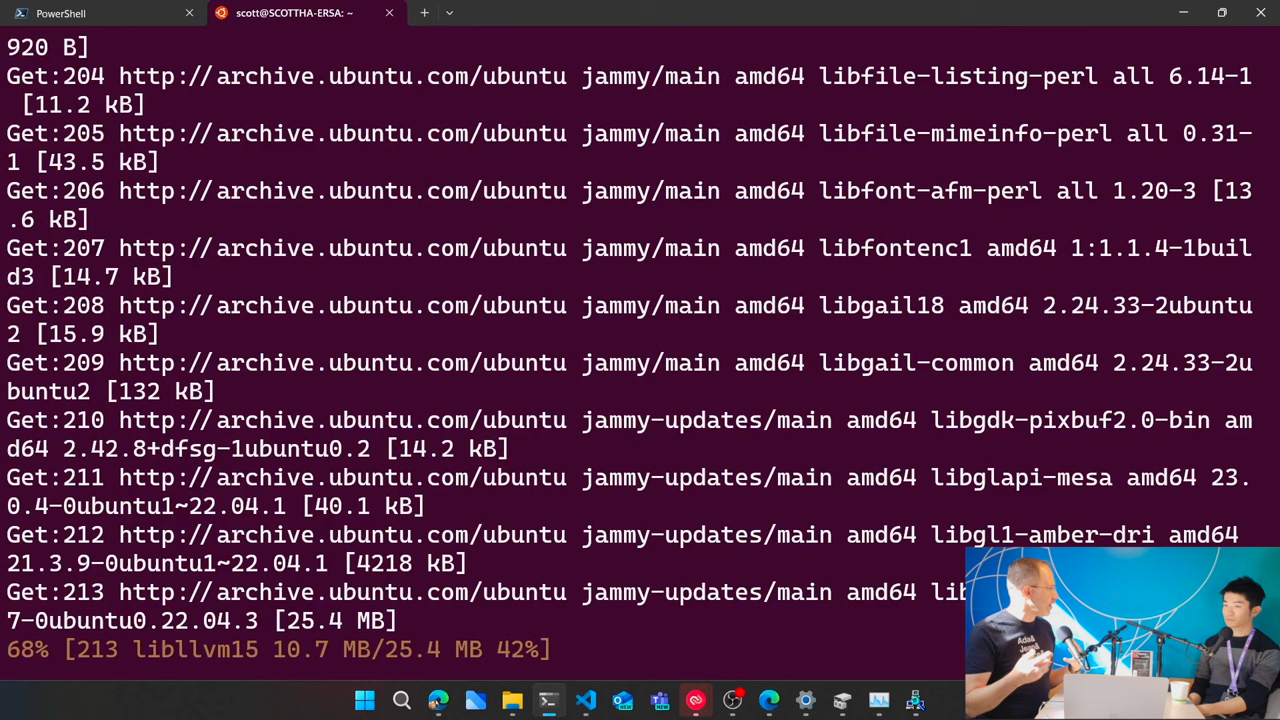 PowerShell
scott@SCOTTHA-ERSA: ~
920 B]
Get:204 http://archive.ubuntu.com/ubuntu jammy/main amd64 libfile-listing-perl all 6.14-1
[11.2 kB]
Get:205 http://archive.ubuntu.com/ubuntu jammy/main amd64 libfile-mimeinfo-perl all 0.31-
1 [43.5 kB]
Get:206 http://archive.ubuntu.com/ubuntu jammy/main amd64 libfont-afm-perl all 1.20-3 [13
.6 kB]
Get:207 http://archive.ubuntu.com/ubuntu jammy/main amd64 libfontenc1 amd64 1:1.1.4-1buil
d3 [14.7 kB]
Get:208 http://archive.ubuntu.com/ubuntu jammy/main amd64 libgail18 amd64 2.24.33-2ubuntu
2 [15.9 kB]
Get:209 http://archive.ubuntu.com/ubuntu jammy/main amd64 libgail-common amd64 2.24.33-2u
buntu2 [132 kB]
Get:210 http://archive.ubuntu.com/ubuntu jammy-updates/main amd64 libgdk-pixbuf2.0-bin am
d64 2.42.8+dfsg-1ubuntu0.2 [14.2 kB]
Get:211 http://archive.ubuntu.com/ubuntu jammy-updates/main amd64 libglapi-mesa amd64 23.
0.4-0ubuntu1~22.04.1 [40.1 kB]
Get:212 http://archive.ubuntu.com/ubuntu jammy-updates/main amd64 libgl1-amber-dri amd64
21.3.9-0ubuntu1~22.04.1 [4218 kB]
Get:213 http://archive.ubuntu.com/ubuntu jammy-updates/main amd64
7-0ubuntu0.22.04.3 [25.4 MB]
68% [213 libllvm15 10.7 MB/25.4 MB 42%]